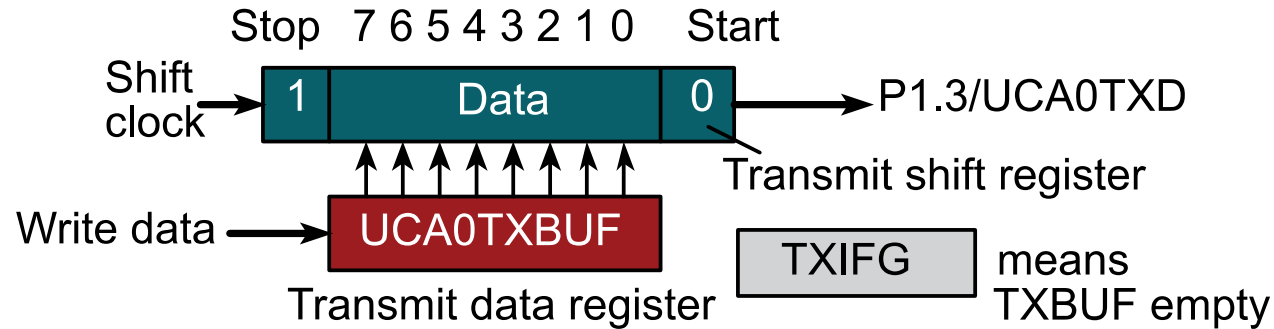 Stop 7 6 5 4 3 2 1 0 Start
Shift
clock
1 Data 0
P1.3/UCA0TXD
Transmit shift register
Write data
UCA0TXBUF
TXIFG
means
TXBUF empty
Transmit data register